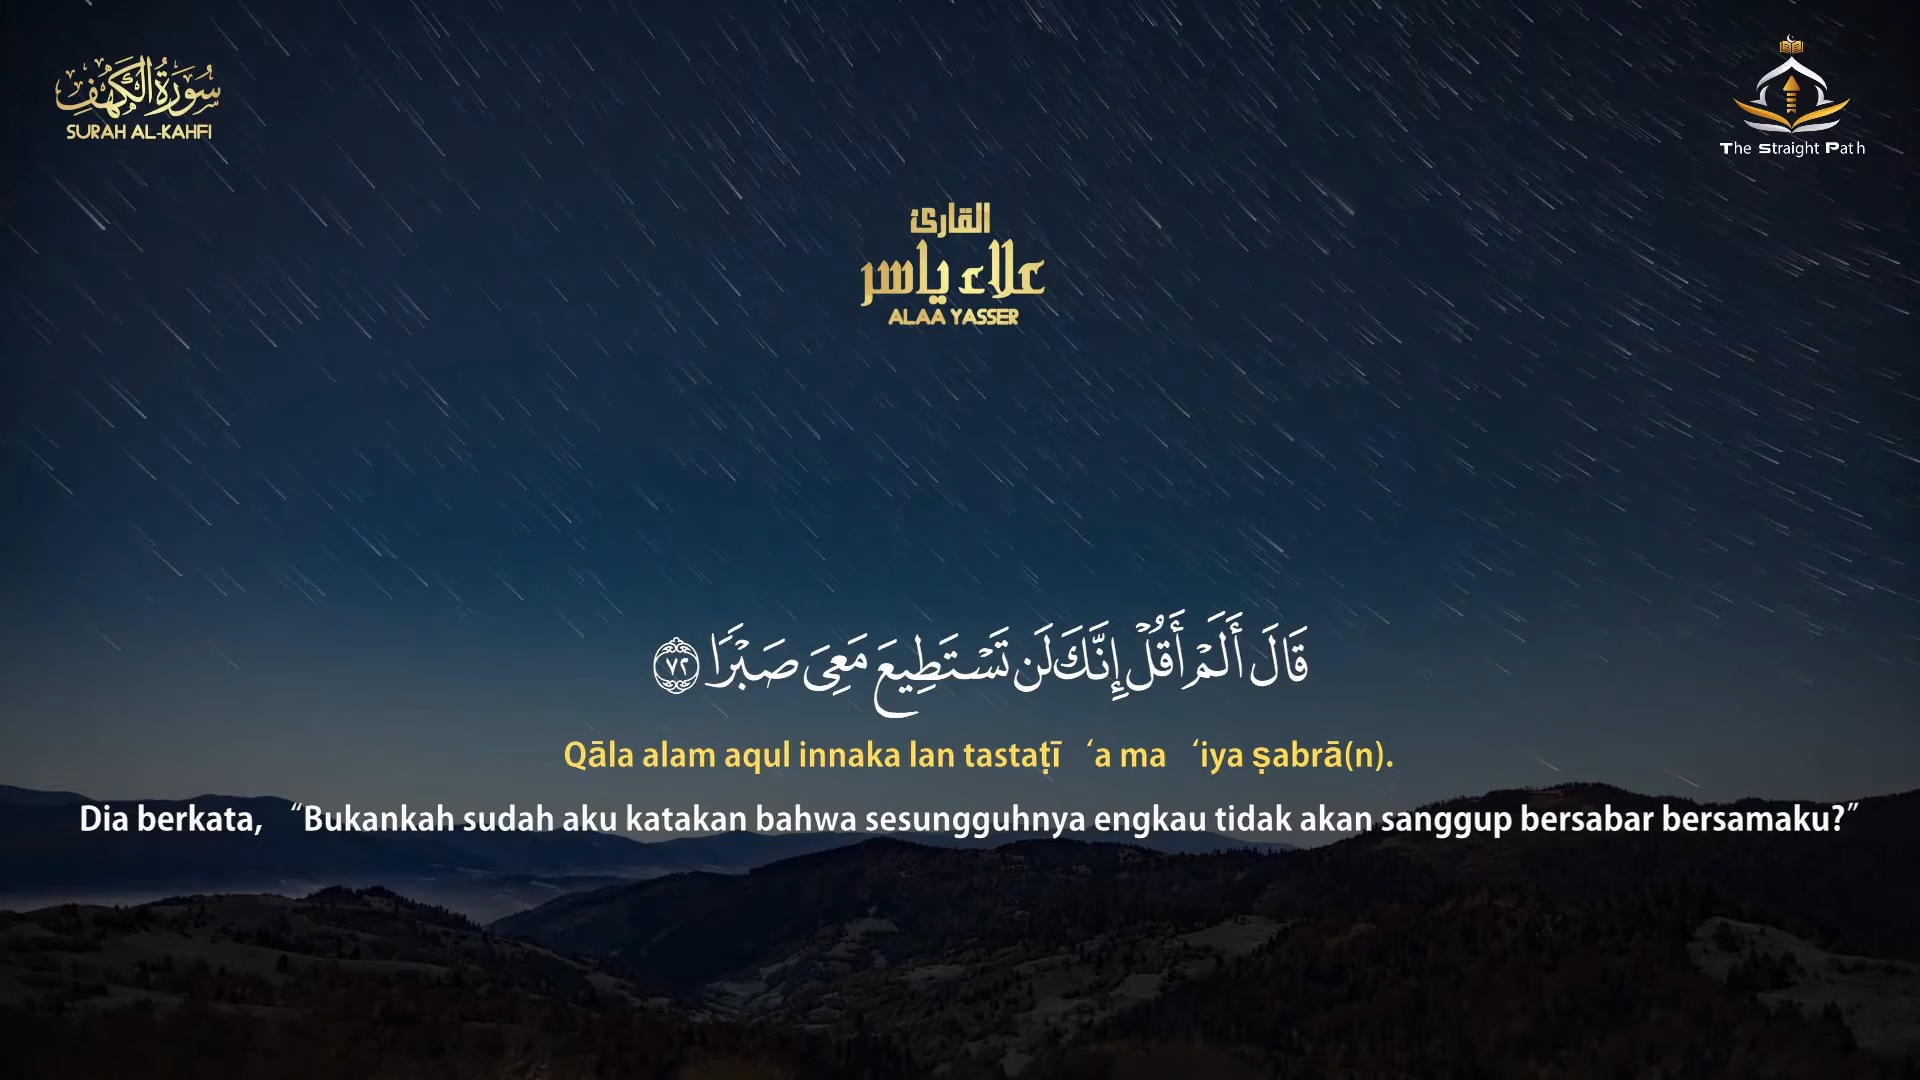 سُورَةُ الكَهْفِ
SURAH AL-KAHFI
The Straight Path
القارئ
علاء ياسر
ALAA YASSER
قَالَ أَلَمْ أَقُلْ إِنَّكَ لَن تَسْتَطِيعَ مَعِىَ صَبْرًا ٧٢
Qāla alam aqul innaka lan tastaṭī ‘a ma ‘iya ṣabrā(n).
Dia berkata, “Bukankah sudah aku katakan bahwa sesungguhnya engkau tidak akan sanggup bersabar bersamaku?”